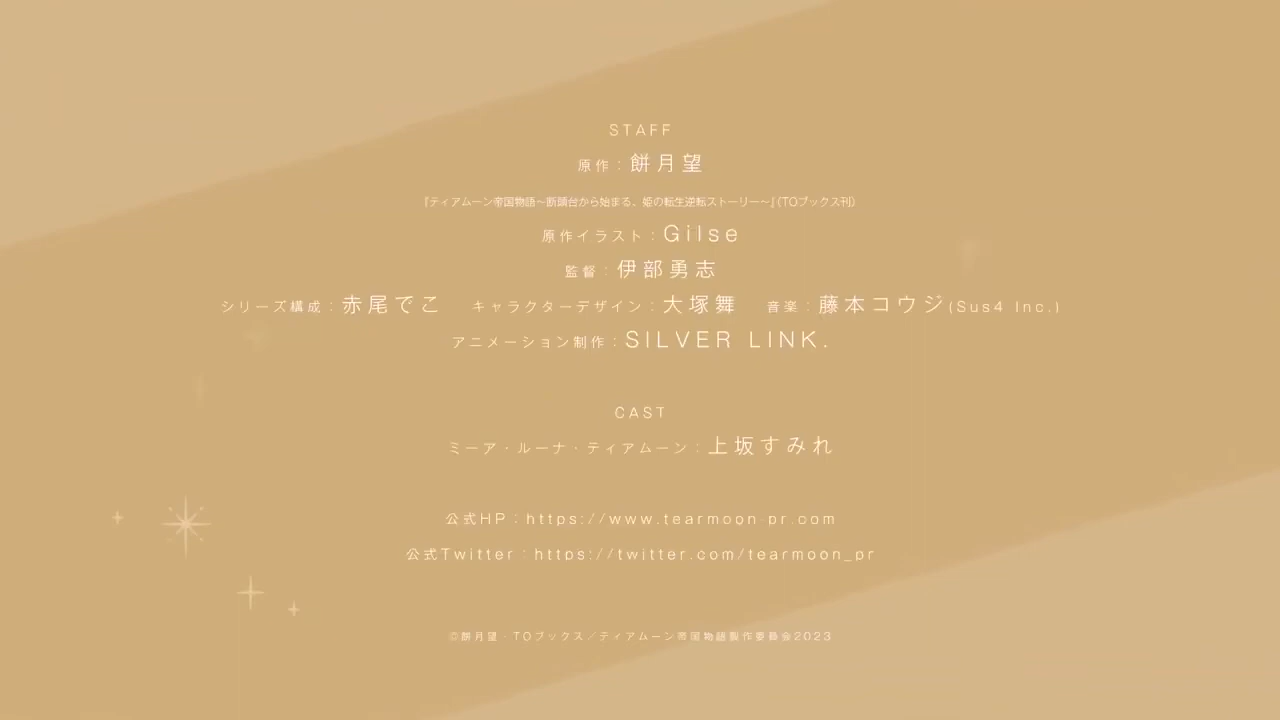 STAFF
原作：餅月望
『ティアムーン帝国物語～断頭台から始まる、姫の転生逆転ストーリー～』(TOブックス刊)
原作イラスト：Gilse
監督：伊部勇志
シリーズ構成：赤尾でこ　キャラクターデザイン：大塚舞　音楽：藤本コウジ(Sus4 Inc.)
アニメーション制作：SILVER LINK.
CAST
ミーア・ルーナ・ティアムーン：上坂すみれ
公式HP：https://www.tearmoon-pr.com
公式Twitter：https://twitter.com/tearmoon_pr
©餅月望・TOブックス／ティアムーン帝国物語製作委員会2023